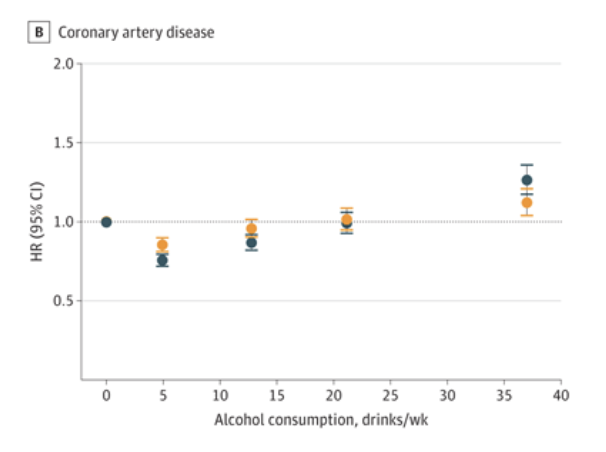 B Coronary artery disease
2.0
1.5
1.0
0.5
HR (95% CI)
0 5 10 15 20 25 30 35 40
Alcohol consumption, drinks/wk